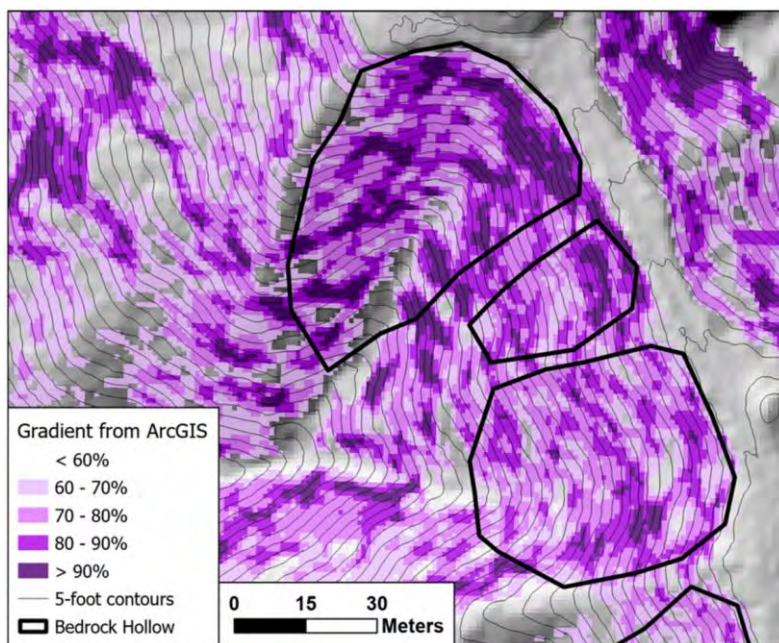 Gradient from ArcGIS
< 60%
60 - 70%
70 - 80%
80 - 90%
> 90%
5-foot contours
Bedrock Hollow
0 15 30
Meters